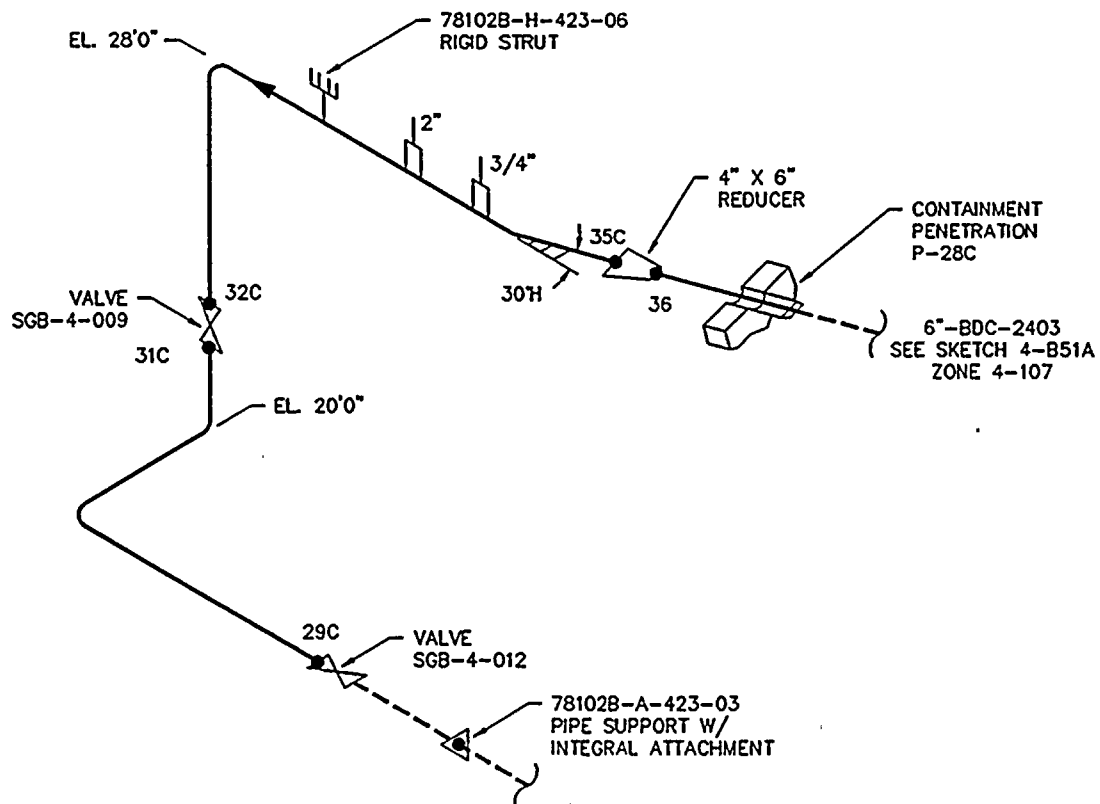 78102B-H-423-06
RIGID STRUT
EL. 28'0"
2"
3/4"
4" X 6"
REDUCER
CONTAINMENT
PENETRATION
P-28C
35C
30°H
36
32C
VALVE
SGB-4-009
31C
6"-BDC-2403
SEE SKETCH 4-B51A
ZONE 4-107
EL. 20'0"
29C
VALVE
SGB-4-012
78102B-A-423-03
PIPE SUPPORT W/
INTEGRAL ATTACHMENT